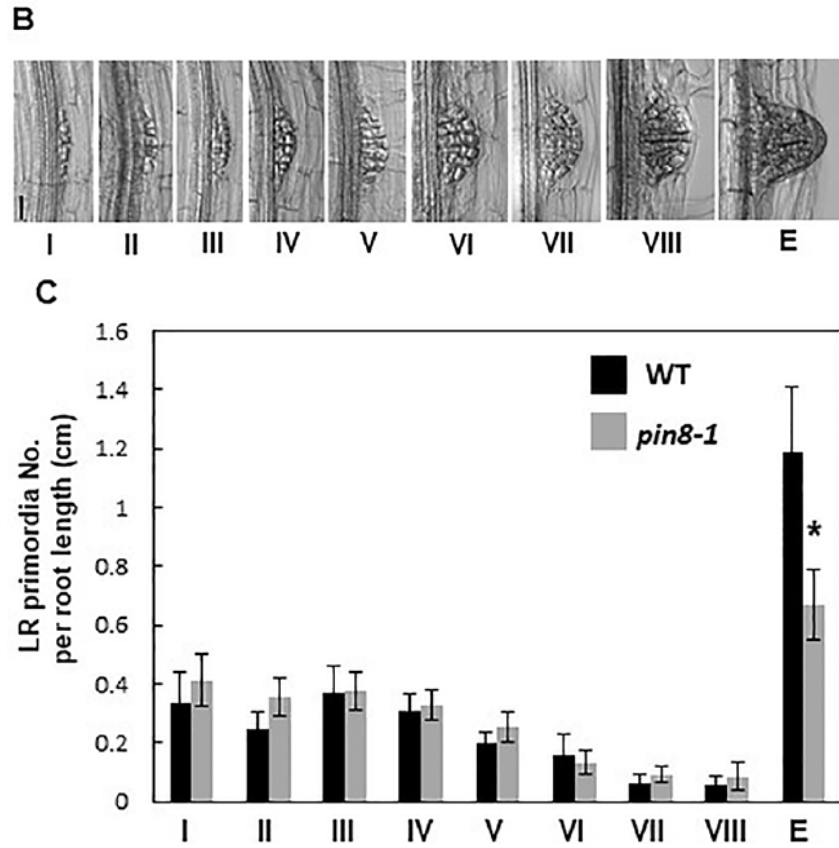 B
I II III IV V VI VII VIII E
C
LR primordia No.
per root length (cm)
1.6
1.4
1.2
1
0.8
0.6
0.4
0.2
0
WT
pin8-1
*
I II III IV V VI VII VIII E